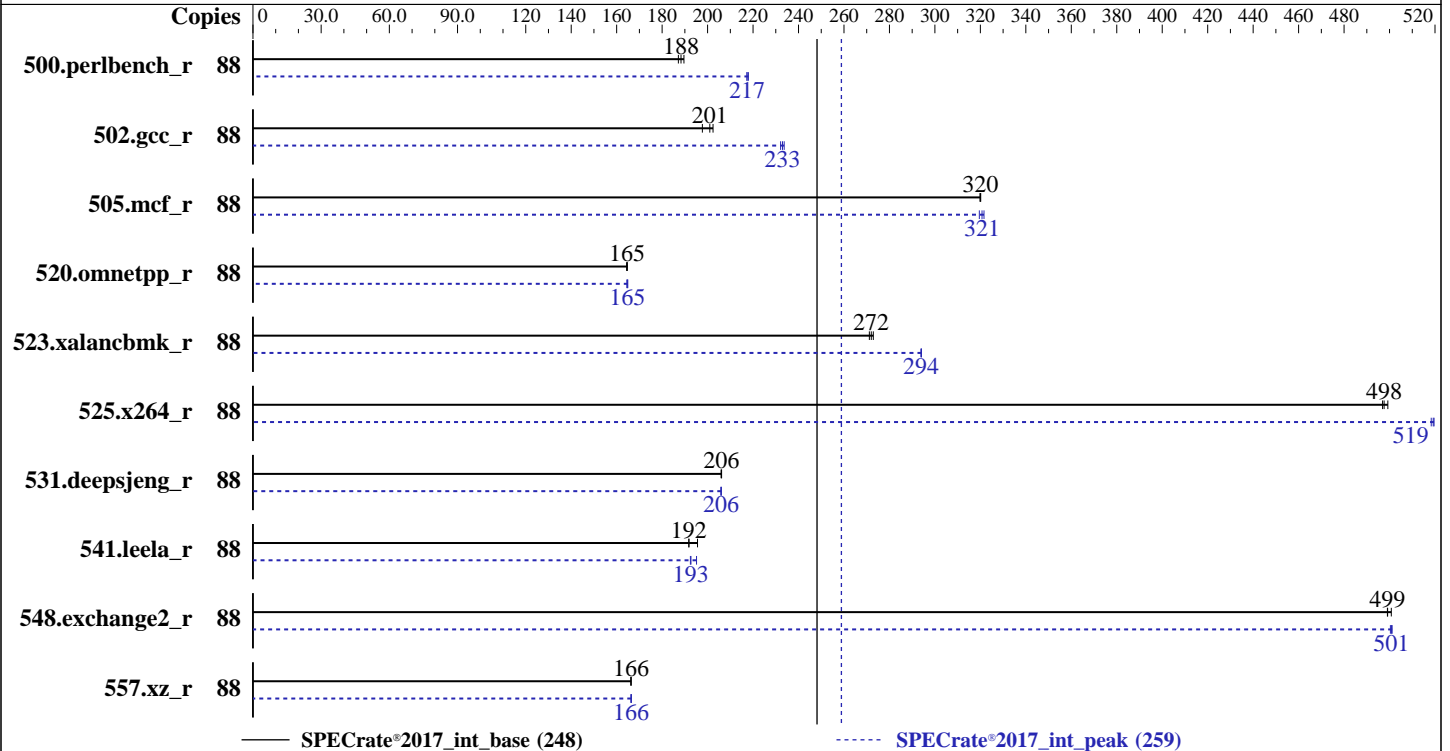 Copies 0 30.0 60.0 90.0 120 140 160 180 200 220 240 260 280 300 320 340 360 380 400 420 440 460 480 520
188
500.perlbench_r 88
217
201
502.gcc_r 88
233
320
505.mcf_r 88
321
165
520.omnetpp_r 88
165
272
523.xalancbmk_r 88
294
498
525.x264_r 88
519
206
531.deepsjeng_r 88
206
192
541.leela_r 88
193
499
548.exchange2_r 88
501
166
557.xz_r 88
166
SPECrate®2017_int_base (248) SPECrate®2017_int_peak (259)